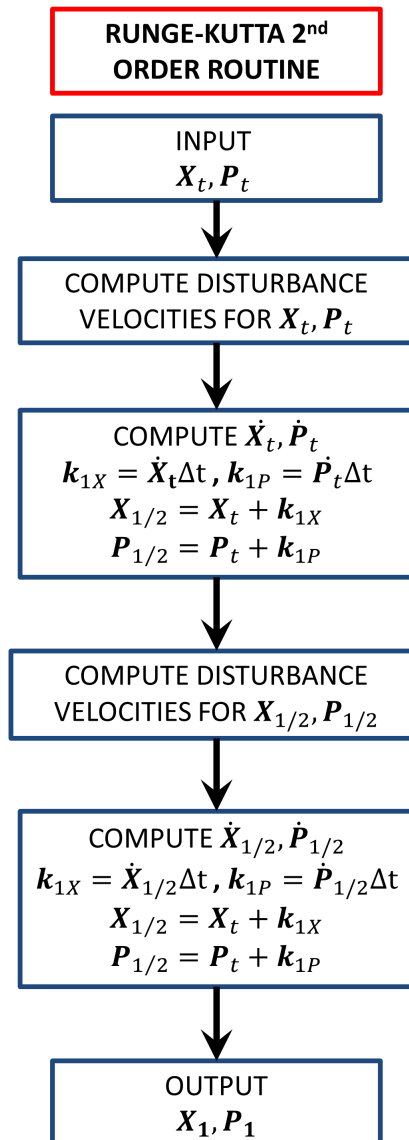 RUNGE-KUTTA 2ⁿᵈ
ORDER ROUTINE
INPUT
𝑿ₜ, 𝑷ₜ
COMPUTE DISTURBANCE
VELOCITIES FOR 𝑿ₜ, 𝑷ₜ
COMPUTE 𝑿̇ₜ, 𝑷̇ₜ
𝒌₁X = 𝑿̇ₜΔt , 𝒌₁P = 𝑷̇ₜΔt
𝑿₁/₂ = 𝑿ₜ + 𝒌₁X
𝑷₁/₂ = 𝑷ₜ + 𝒌₁P
COMPUTE DISTURBANCE
VELOCITIES FOR 𝑿₁/₂, 𝑷₁/₂
COMPUTE 𝑿̇₁/₂, 𝑷̇₁/₂
𝒌₁X = 𝑿̇₁/₂Δt , 𝒌₁P = 𝑷̇₁/₂Δt
𝑿₁/₂ = 𝑿ₜ + 𝒌₁X
𝑷₁/₂ = 𝑷ₜ + 𝒌₁P
OUTPUT
𝑿₁, 𝑷₁